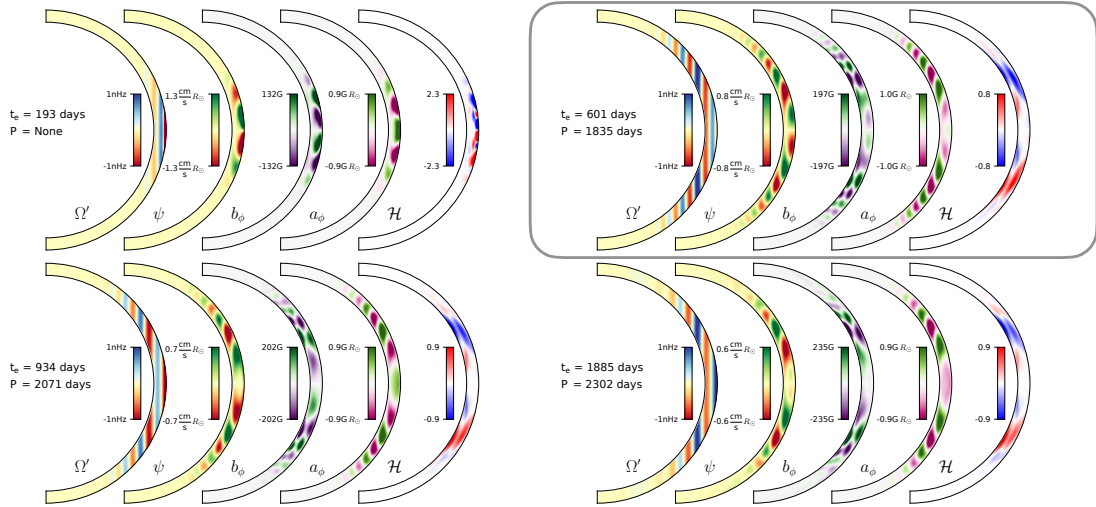 t_e = 193 days
P = None
1nHz
-1nHz
Ω′
1.3 cm/s R☉
-1.3 cm/s R☉
ψ
132G
-132G
b_ϕ
0.9G R☉
-0.9G R☉
a_ϕ
2.3
-2.3
ℋ
t_e = 601 days
P = 1835 days
1nHz
-1nHz
Ω′
0.8 cm/s R☉
-0.8 cm/s R☉
ψ
197G
-197G
b_ϕ
1.0G R☉
-1.0G R☉
a_ϕ
0.8
-0.8
ℋ
t_e = 934 days
P = 2071 days
1nHz
-1nHz
Ω′
0.7 cm/s R☉
-0.7 cm/s R☉
ψ
202G
-202G
b_ϕ
0.9G R☉
-0.9G R☉
a_ϕ
0.9
-0.9
ℋ
t_e = 1885 days
P = 2302 days
1nHz
-1nHz
Ω′
0.6 cm/s R☉
-0.6 cm/s R☉
ψ
235G
-235G
b_ϕ
0.9G R☉
-0.9G R☉
a_ϕ
0.9
-0.9
ℋ